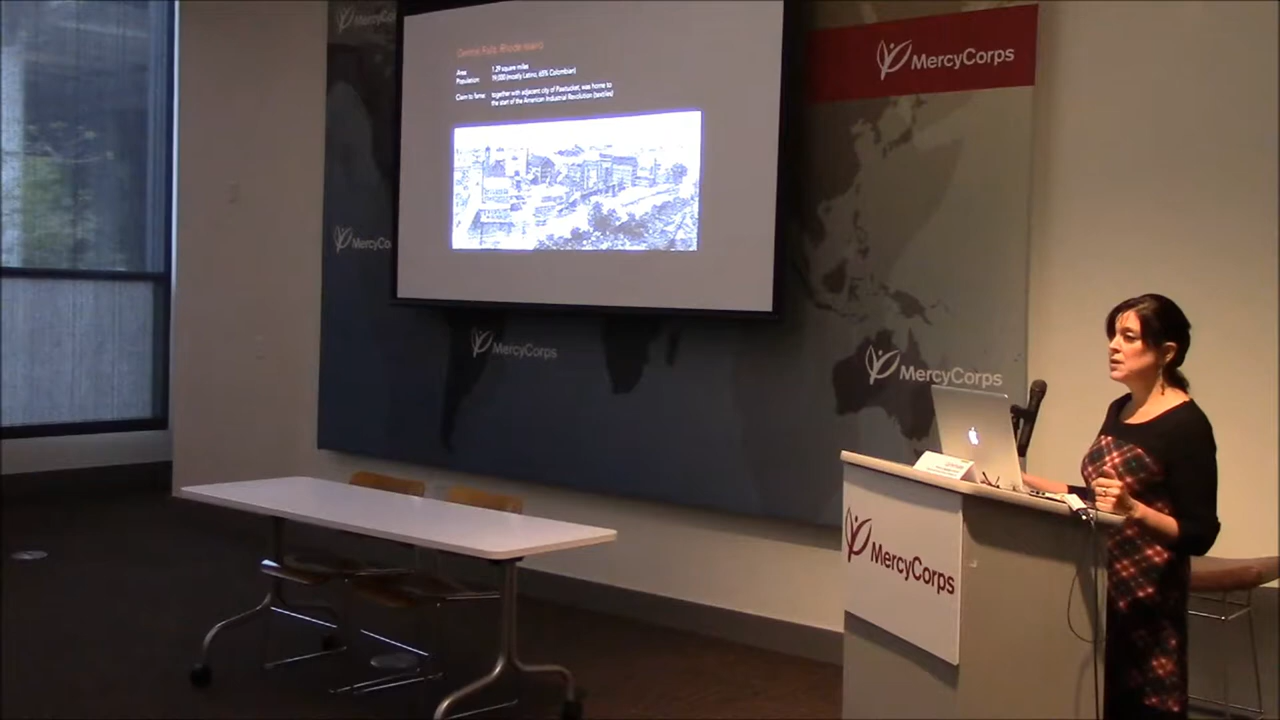 MercyCorps
Central Falls, Rhode Island
Area: 1.29 square miles
Population: 19,000 (mostly Latino, 65% Colombian)
Claim to fame: together with adjacent city of Pawtucket, was home to
the start of the American Industrial Revolution (textiles)
MercyCorps
MercyCo
MercyCorps
MercyCorps
MercyCorps